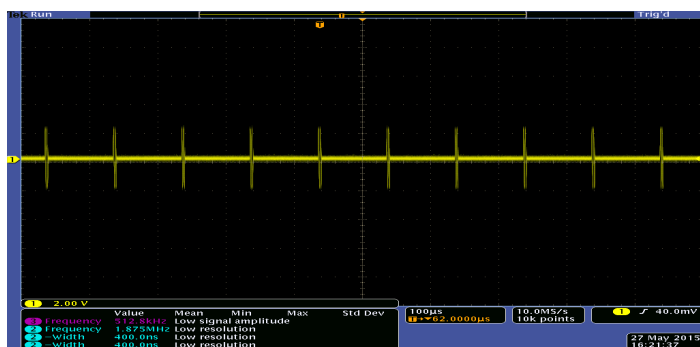 Tek Run Trig'd
T
T
1
1 2.00 V
Value Mean Min Max Std Dev
Frequency 512.8kHz Low signal amplitude
2 Frequency 1.875MHz Low resolution
2 -Width 400.0ns Low resolution
2 -Width 400.0ns Low resolution
100µs
T→▼62.0000µs
10.0MS/s
10k points
1 ∫ 40.0mV
27 May 2015
16:21:37